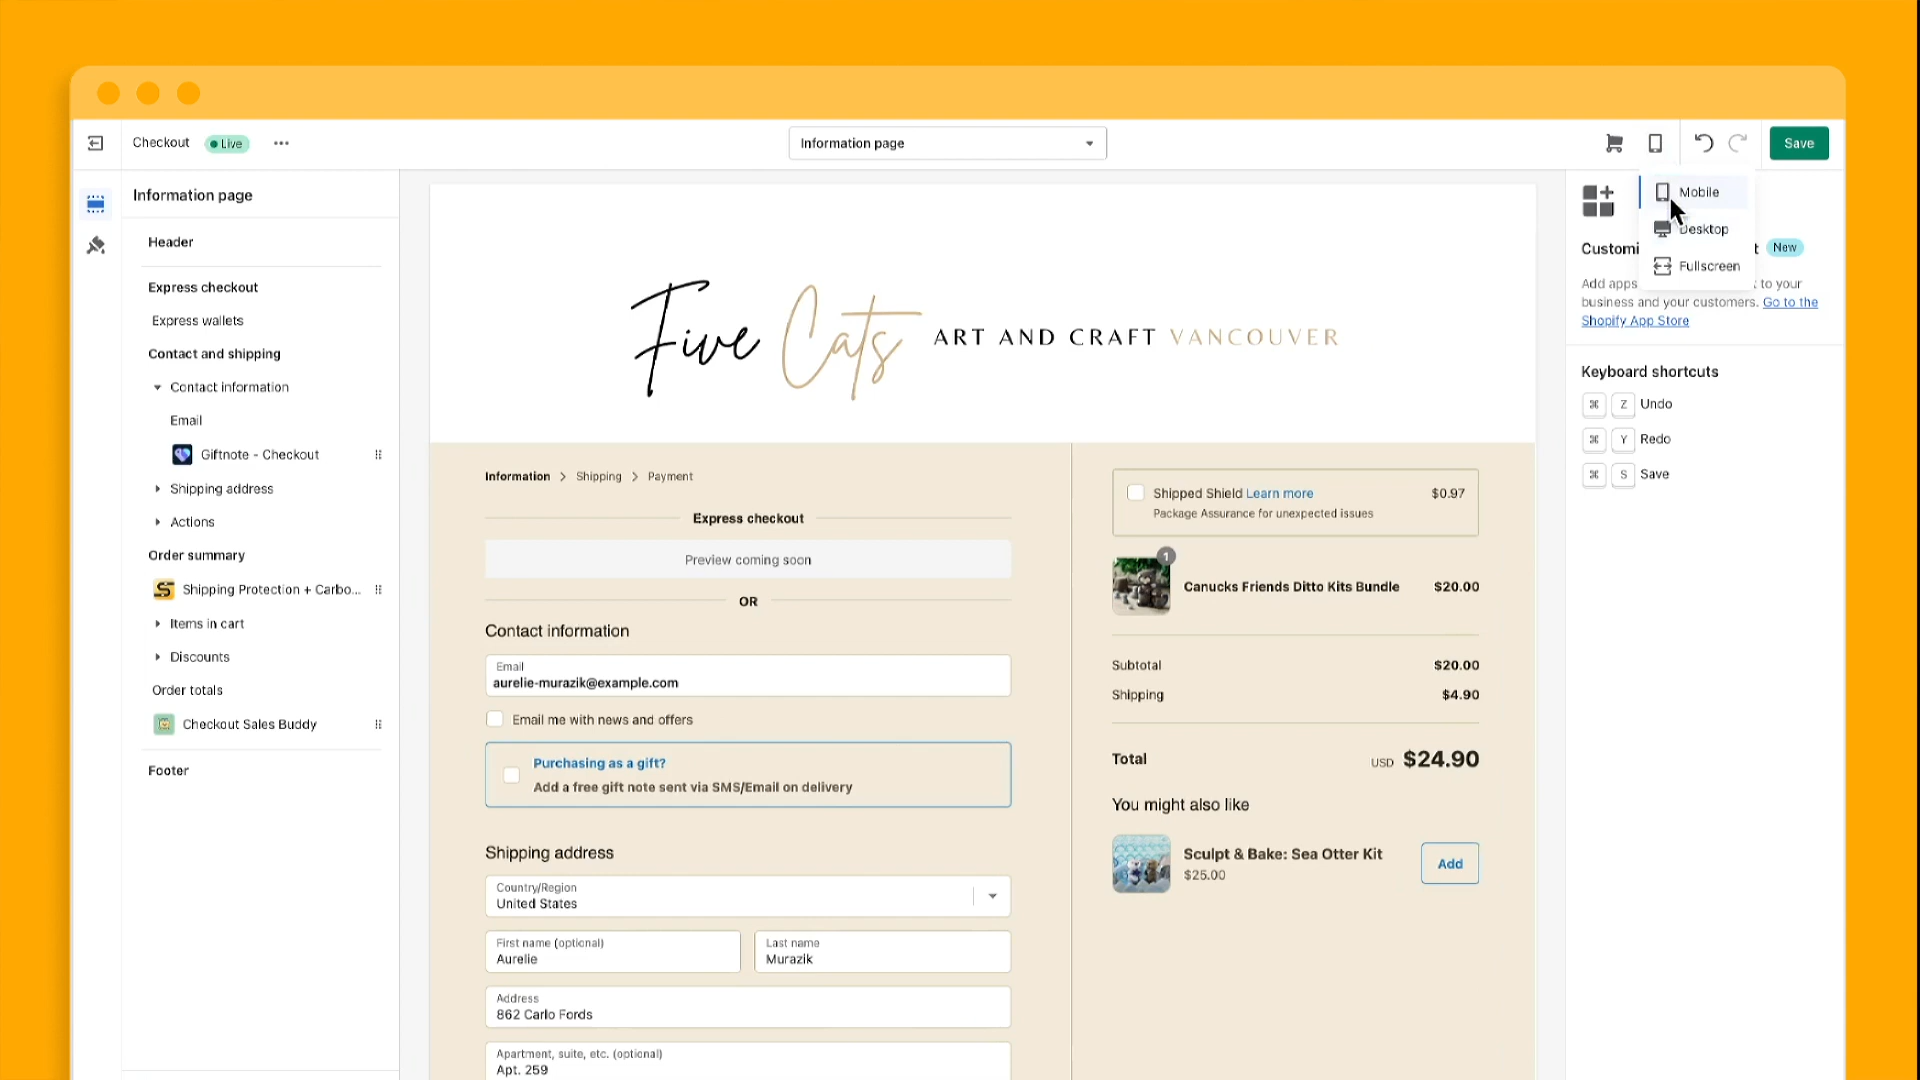 Checkout
Live
Information page
Save
Information page
Header
Express checkout
Express wallets
Contact and shipping
Contact information
Email
Giftnote - Checkout
Shipping address
Actions
Order summary
Shipping Protection + Carbo...
Items in cart
Discounts
Order totals
Checkout Sales Buddy
Footer
Five Cats ART AND CRAFT VANCOUVER
Information > Shipping > Payment
Express checkout
Preview coming soon
OR
Contact information
Email
aurelie-murazik@example.com
Email me with news and offers
Purchasing as a gift?
Add a free gift note sent via SMS/Email on delivery
Shipping address
Country/Region
United States
First name (optional)
Aurelie
Last name
Murazik
Address
862 Carlo Fords
Apartment, suite, etc. (optional)
Apt. 259
Shipped Shield Learn more $0.97
Package Assurance for unexpected issues
1
Canucks Friends Ditto Kits Bundle $20.00
Subtotal $20.00
Shipping $4.90
Total USD $24.90
You might also like
Sculpt & Bake: Sea Otter Kit
$25.00
Add
Mobile
Desktop
Fullscreen
Customi t New
Add apps t to your
business and your customers. Go to the
Shopify App Store
Keyboard shortcuts
⌘ Z Undo
⌘ Y Redo
⌘ S Save